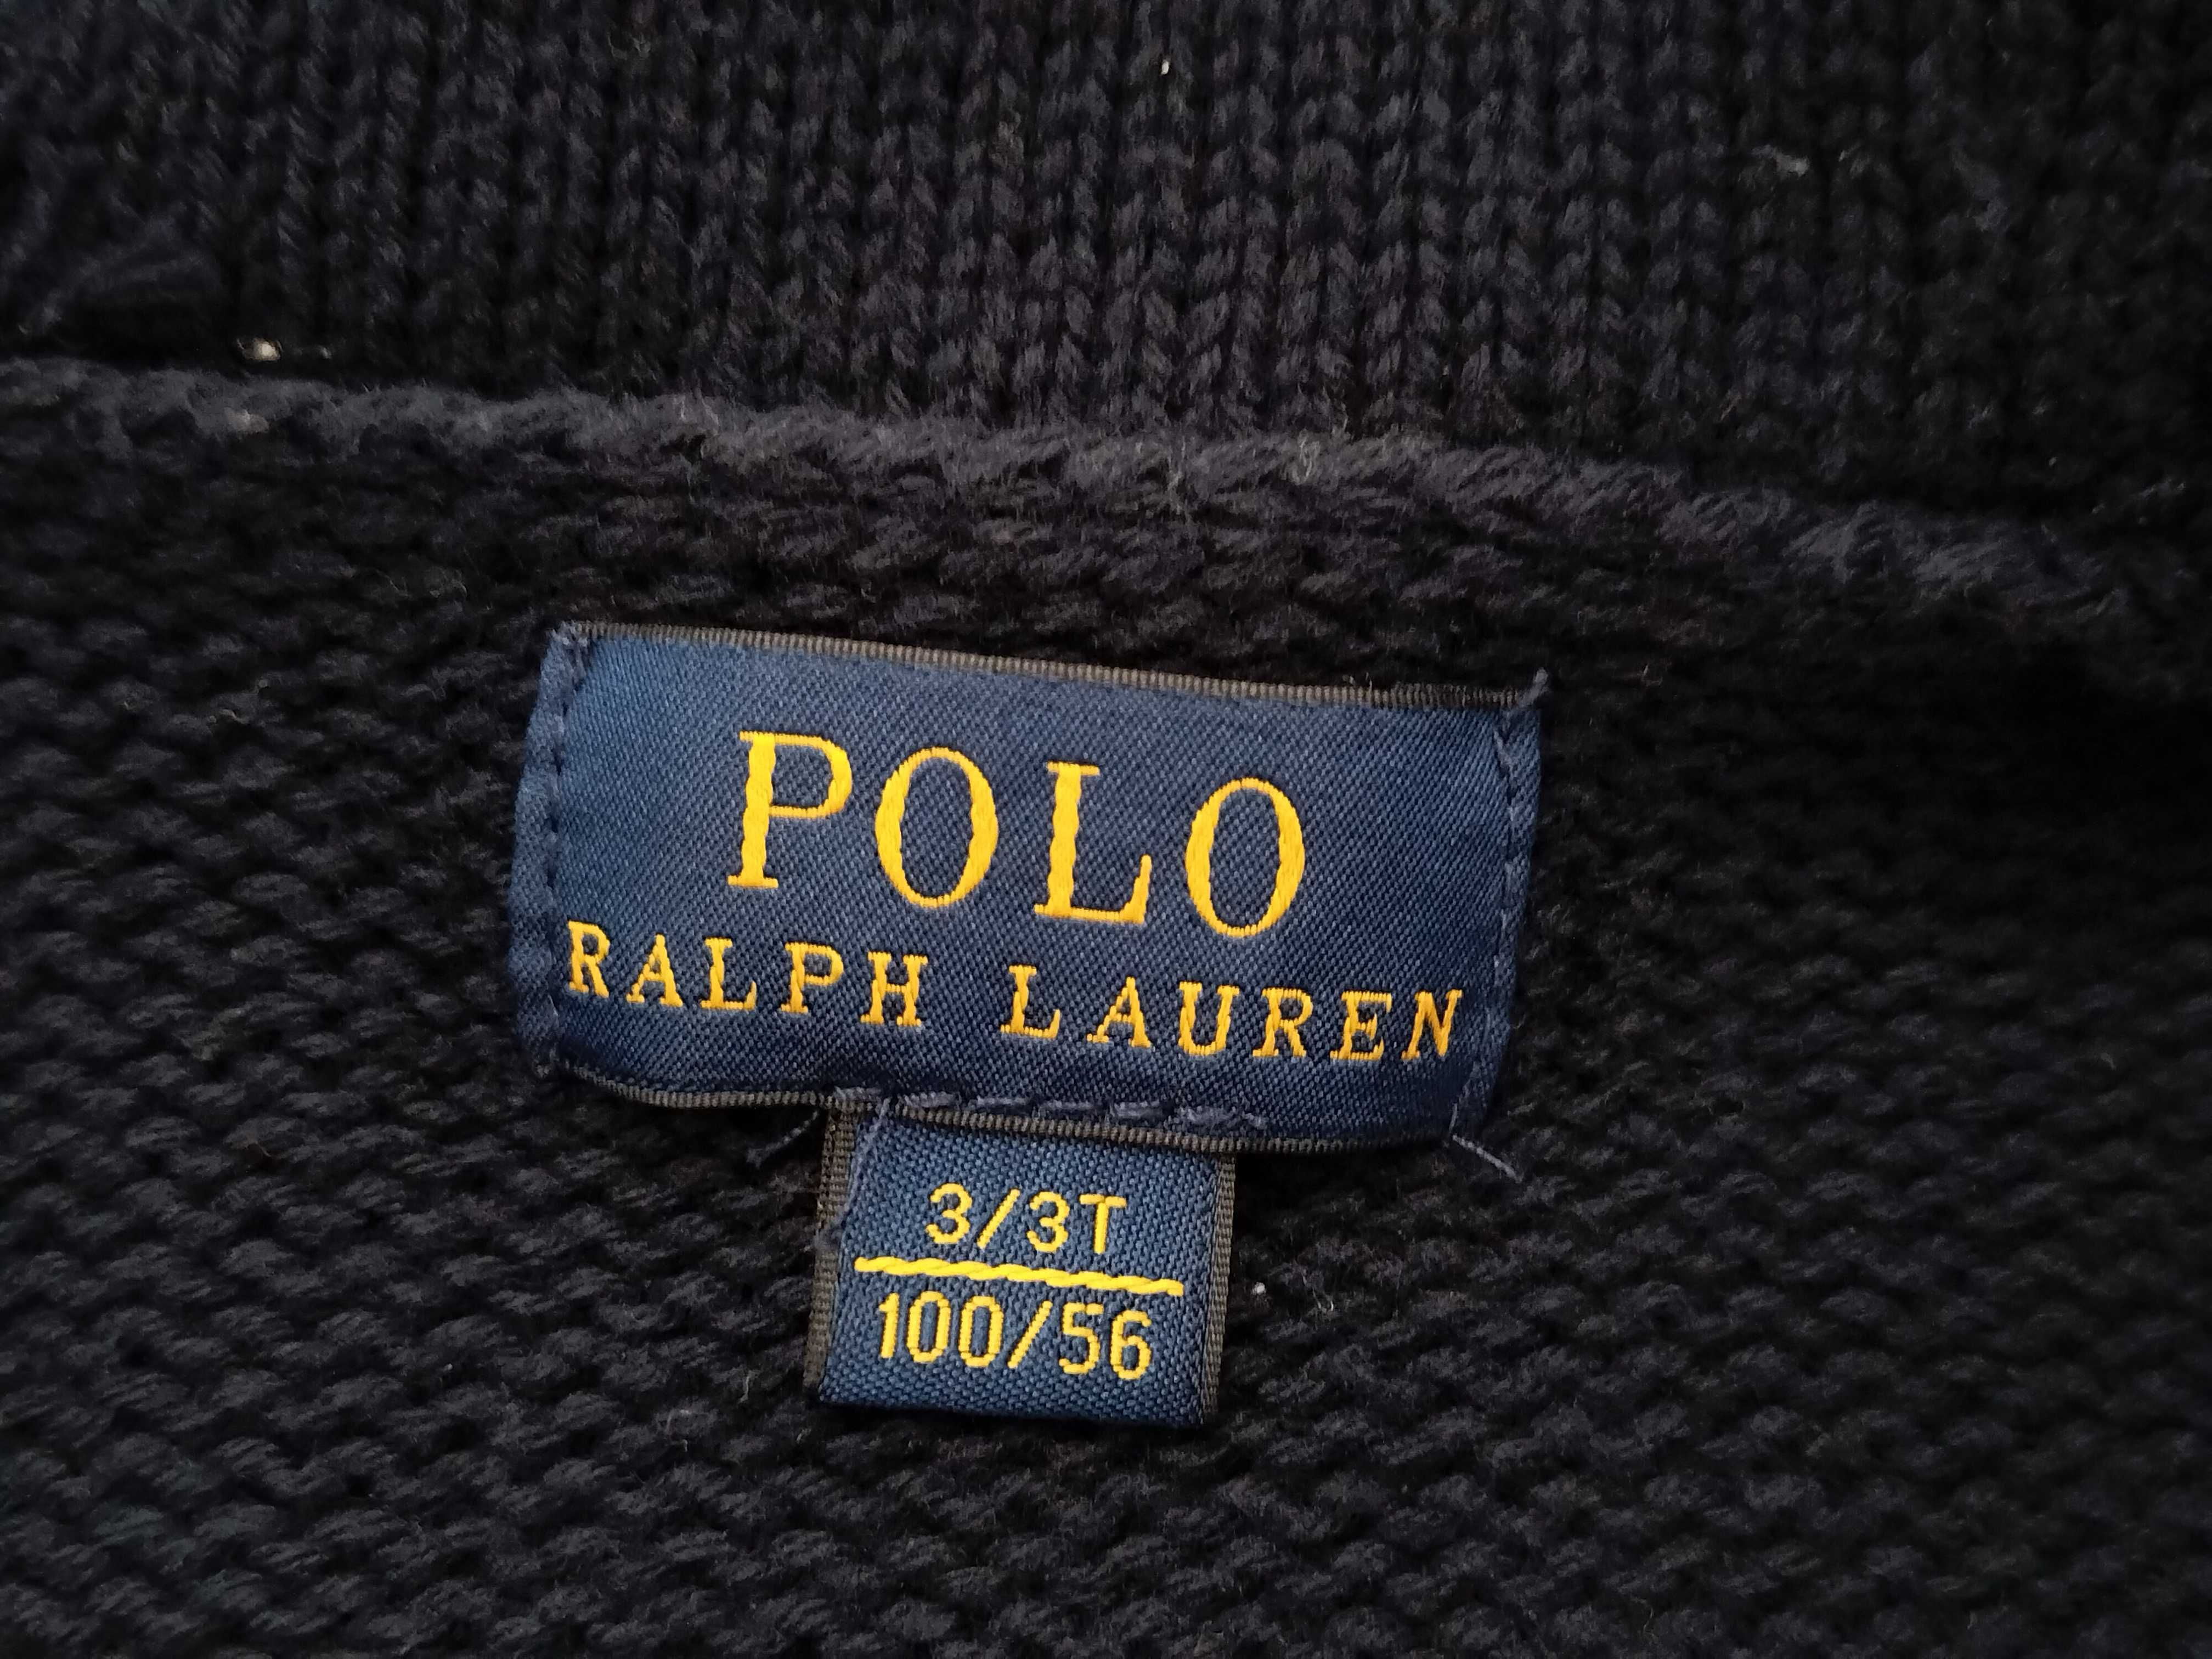 POLO
RALPH LAUREN
3/3T
100/56